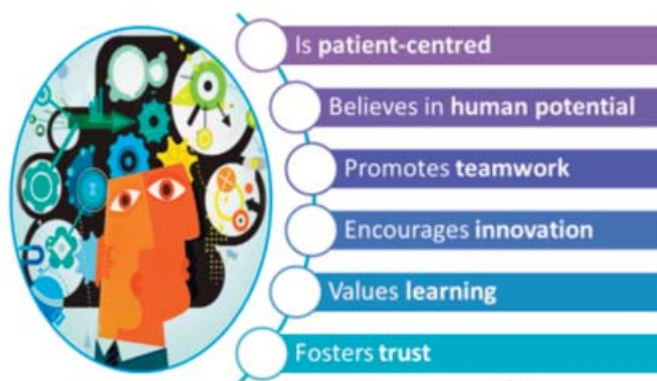 Is patient-centred
Believes in human potential
Promotes teamwork
Encourages innovation
Values learning
Fosters trust